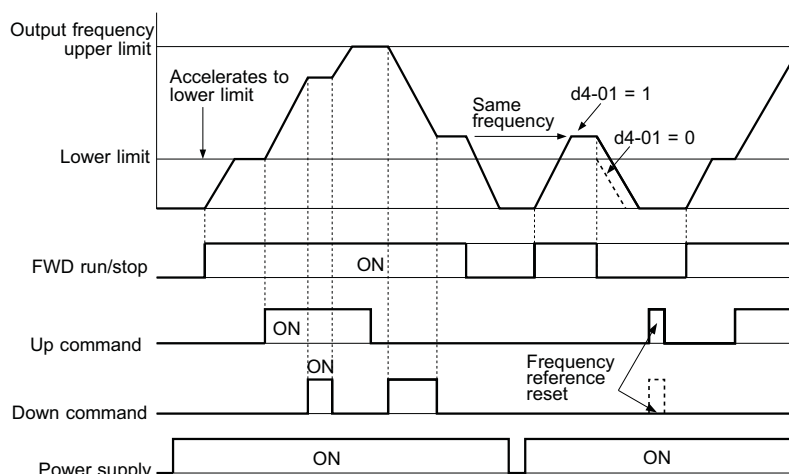 Output frequency
upper limit
Accelerates to
lower limit
Lower limit
Same
frequency
d4-01 = 1
d4-01 = 0
FWD run/stop
ON
Up command
ON
ON
Down command
Frequency
reference
reset
Power supply
ON
ON